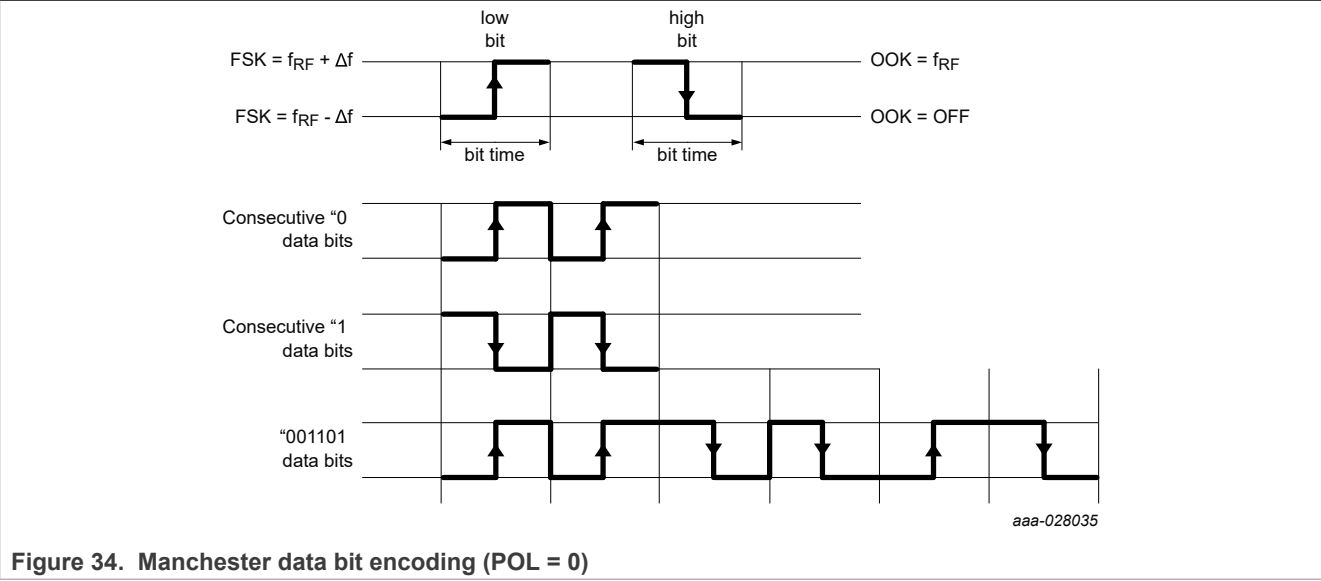 low
bit
high
bit
FSK = fRF + Δf
OOK = fRF
FSK = fRF - Δf
OOK = OFF
bit time
bit time
Consecutive “0
data bits
Consecutive “1
data bits
“001101
data bits
aaa-028035
Figure 34. Manchester data bit encoding (POL = 0)